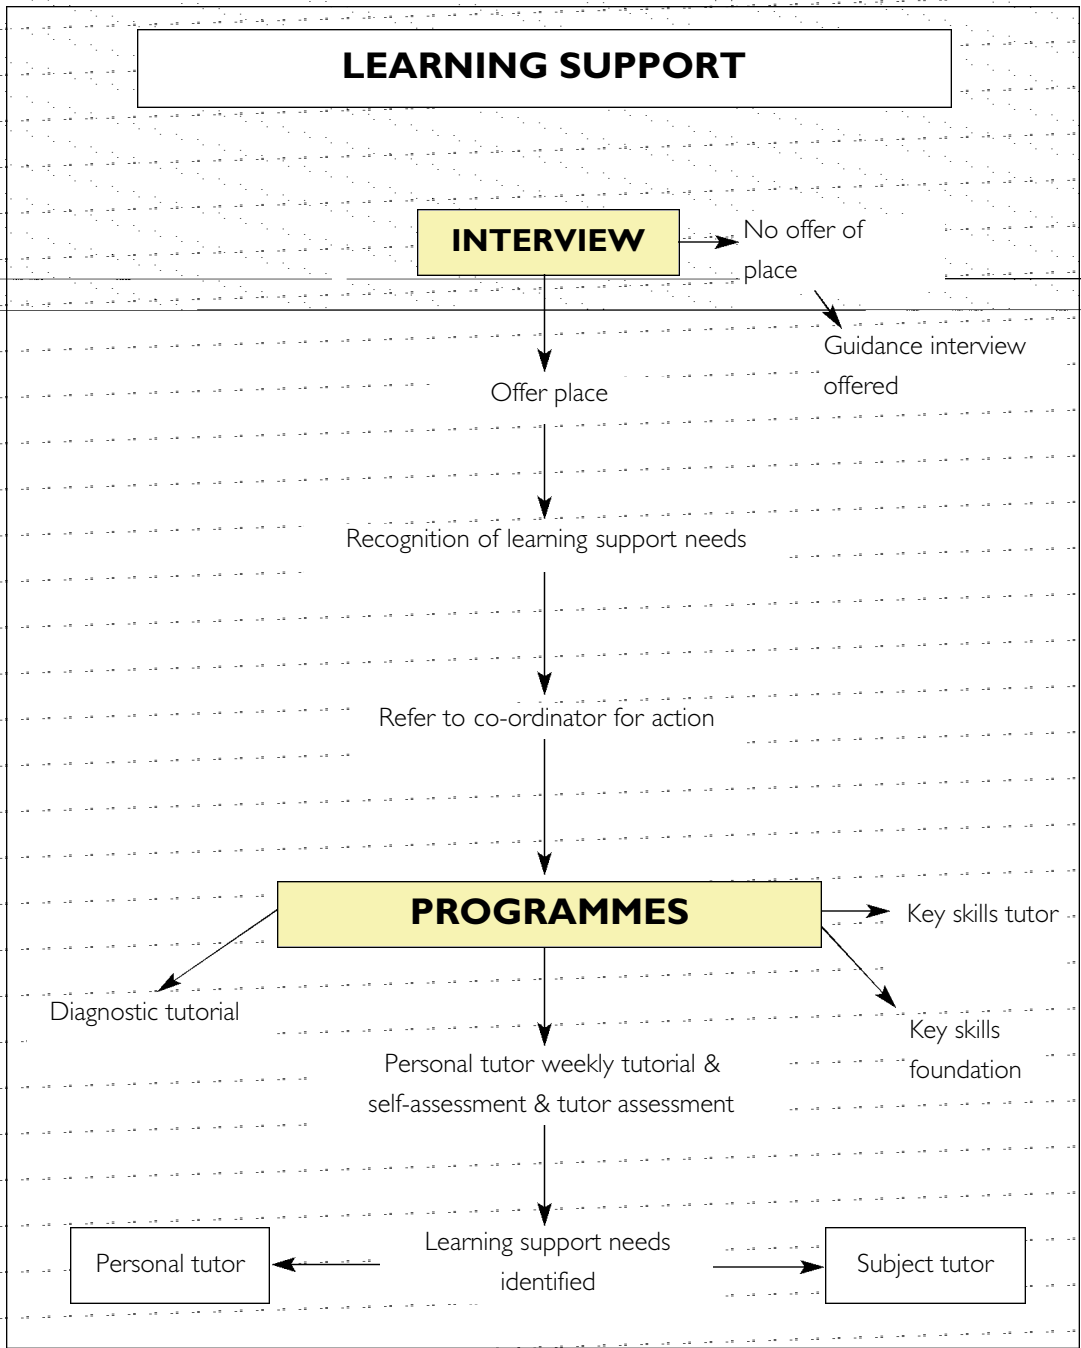 LEARNING SUPPORT
INTERVIEW
No offer of
place
Guidance interview
offered
Offer place
Recognition of learning support needs
Refer to co-ordinator for action
PROGRAMMES
Key skills tutor
Diagnostic tutorial
Key skills
foundation
Personal tutor weekly tutorial &
self-assessment & tutor assessment
Learning support needs
identified
Personal tutor
Subject tutor